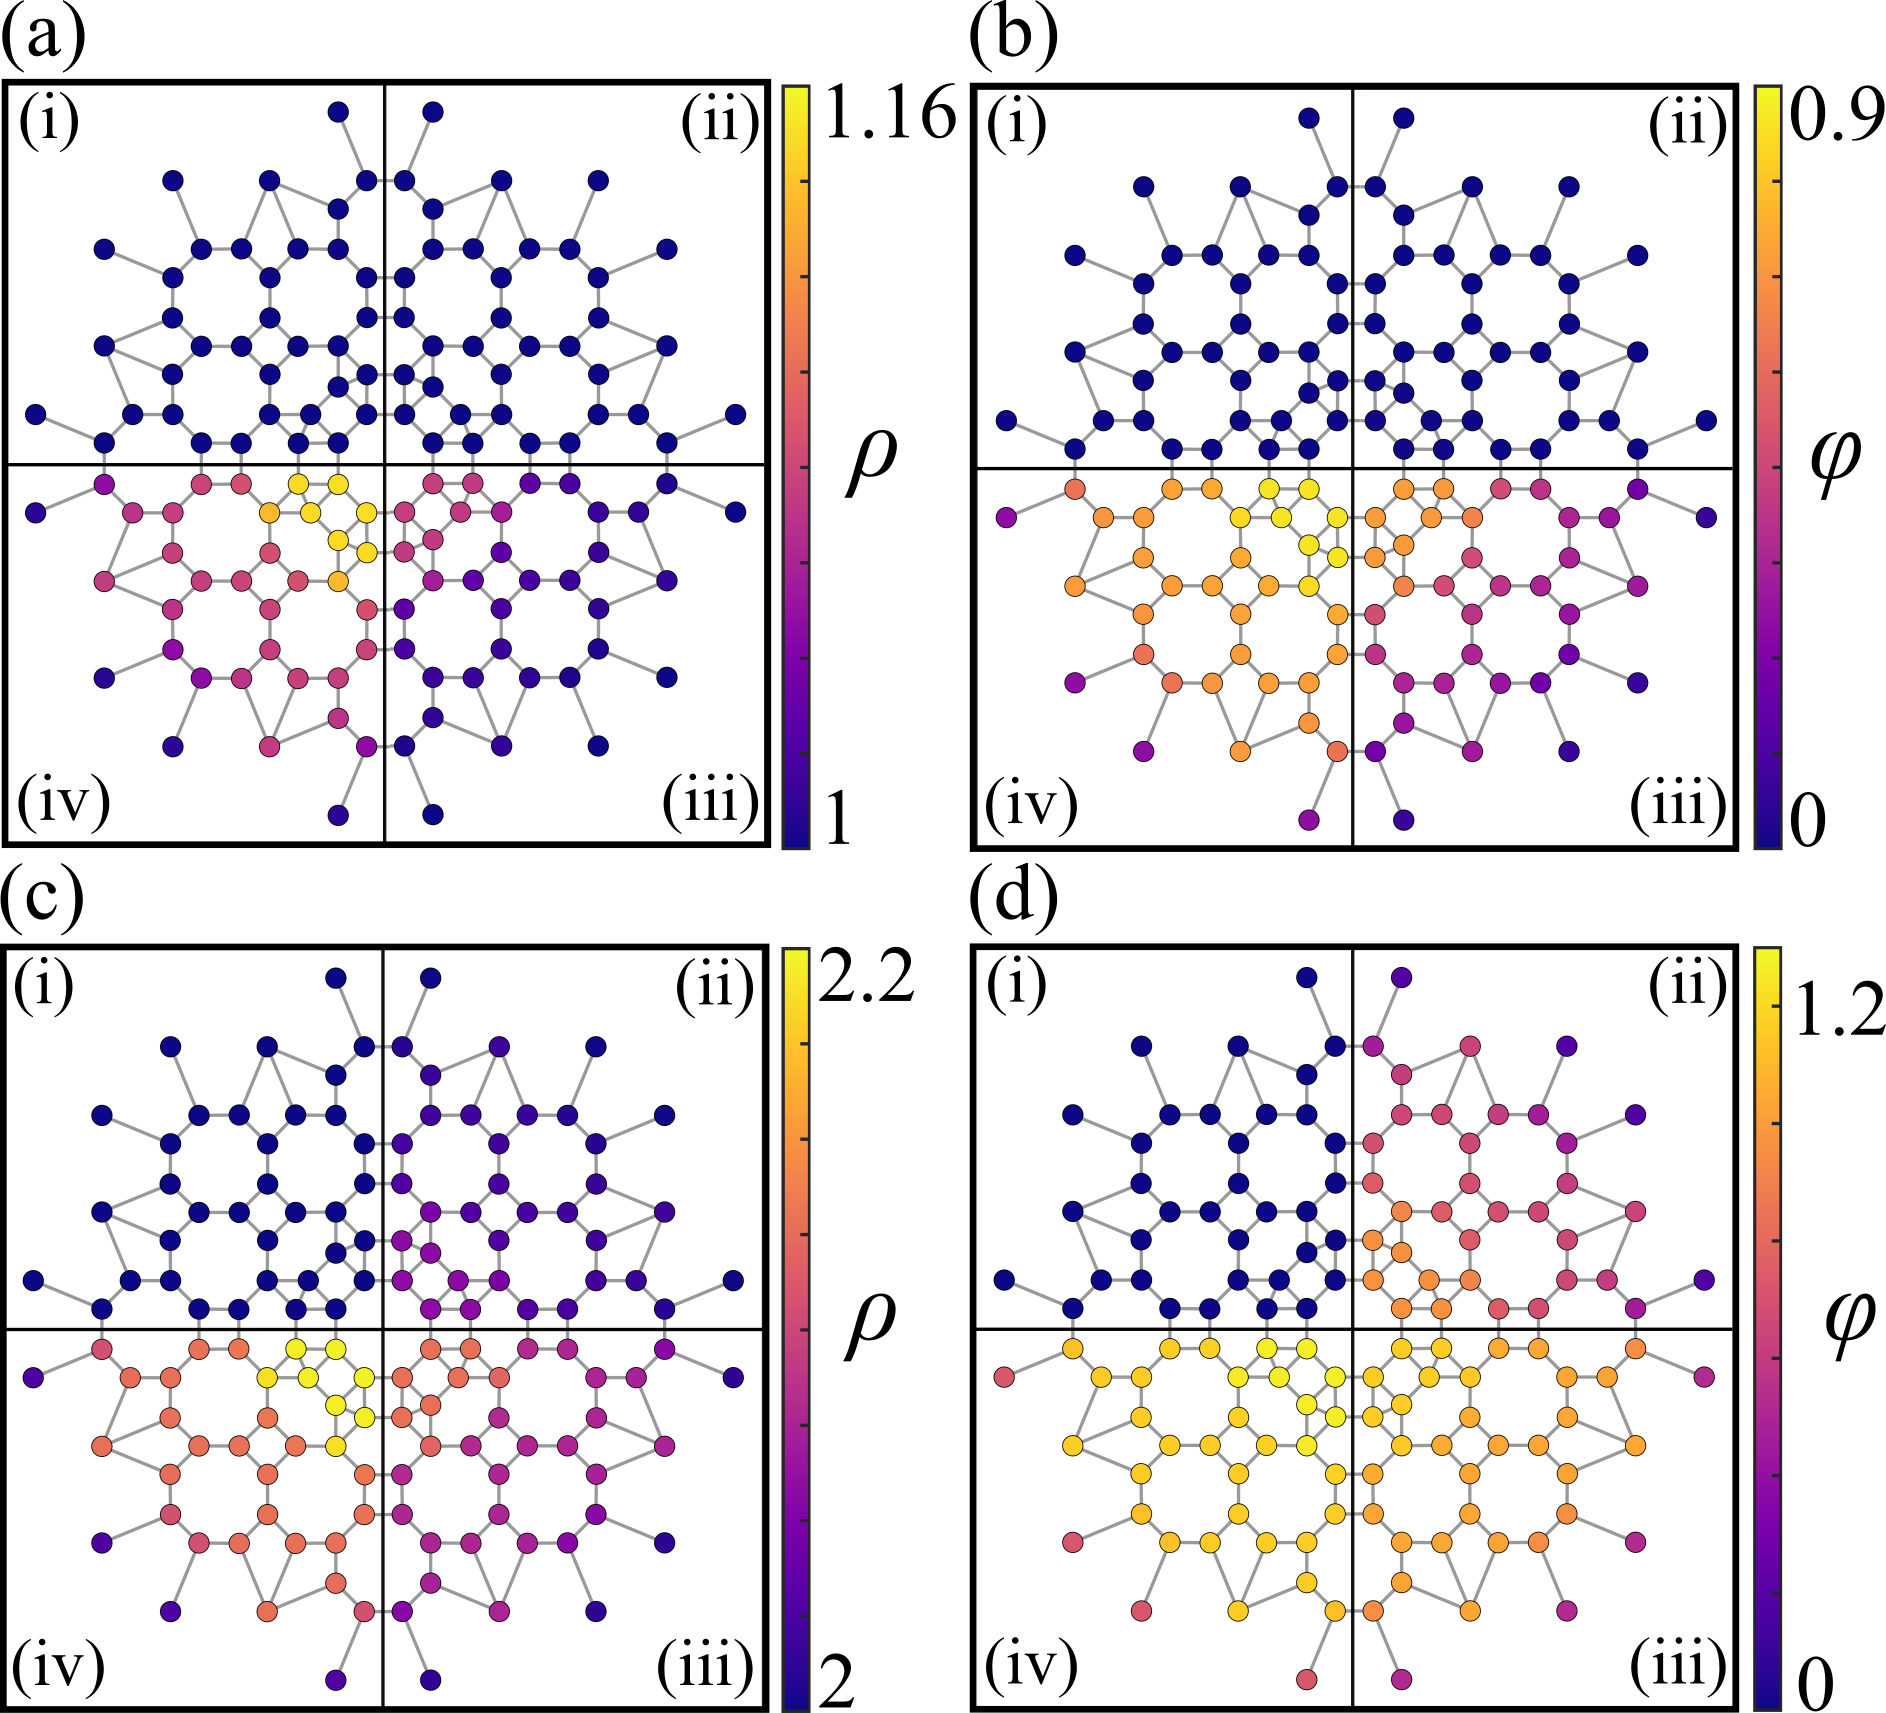 (a)
(i)
(ii)
(iv)
(iii)
1.16
ρ
1
(b)
(i)
(ii)
(iv)
(iii)
0.9
φ
0
(c)
(i)
(ii)
(iv)
(iii)
2.2
ρ
2
(d)
(i)
(ii)
(iv)
(iii)
1.2
φ
0